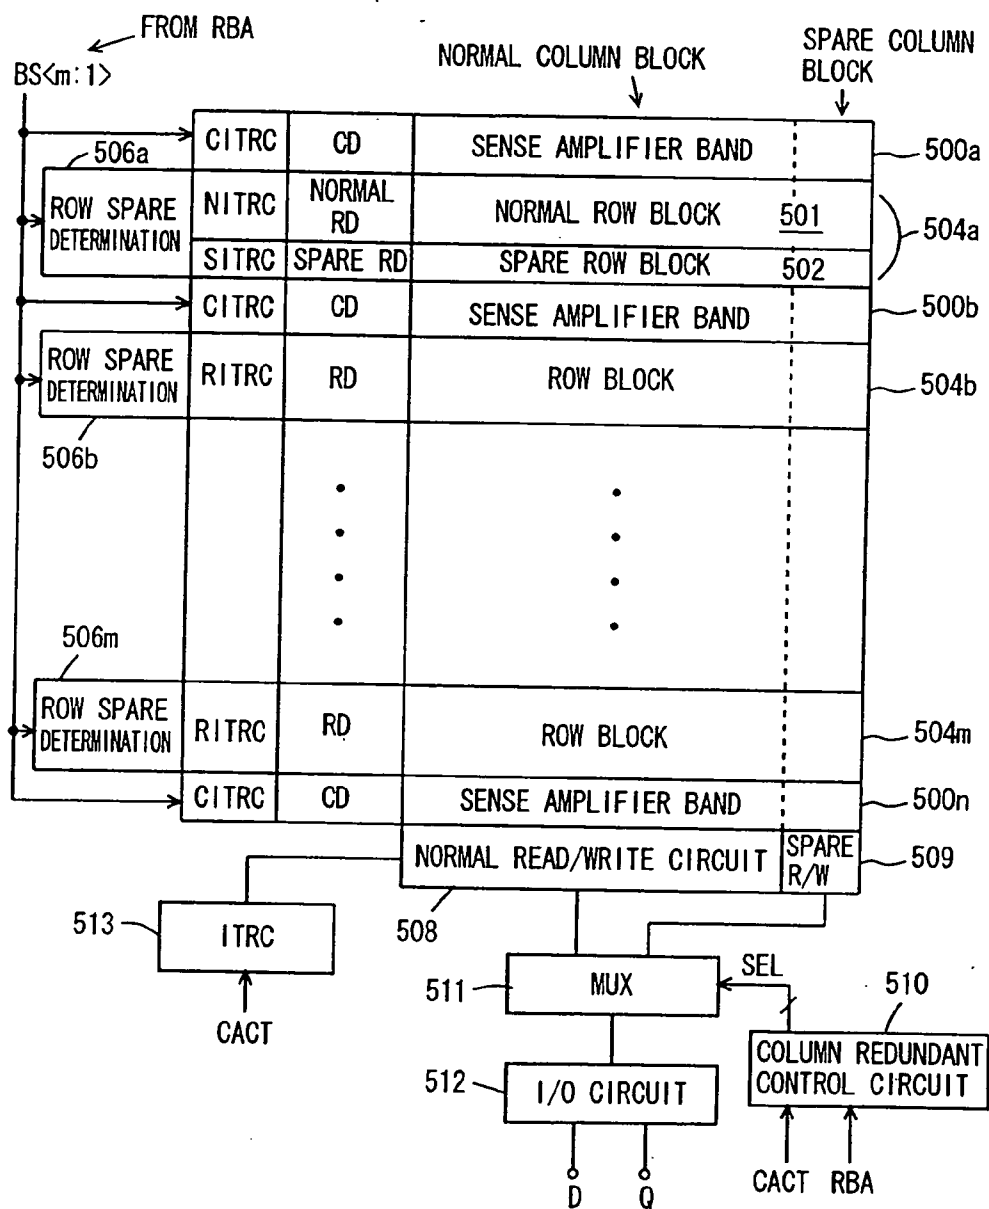 FROM RBA
BS<m:1>
NORMAL COLUMN BLOCK
SPARE COLUMN
BLOCK
CITRC
CD
SENSE AMPLIFIER BAND
500a
506a
ROW SPARE
DETERMINATION
NITRC
NORMAL
RD
NORMAL ROW BLOCK
501
504a
SITRC
SPARE RD
SPARE ROW BLOCK
502
CITRC
CD
SENSE AMPLIFIER BAND
500b
ROW SPARE
DETERMINATION
RITRC
RD
ROW BLOCK
504b
506b
506m
ROW SPARE
DETERMINATION
RITRC
RD
ROW BLOCK
504m
CITRC
CD
SENSE AMPLIFIER BAND
500n
NORMAL READ/WRITE CIRCUIT
SPARE
R/W
509
513
ITRC
508
CACT
511
MUX
SEL
510
512
I/O CIRCUIT
COLUMN REDUNDANT
CONTROL CIRCUIT
D
Q
CACT
RBA